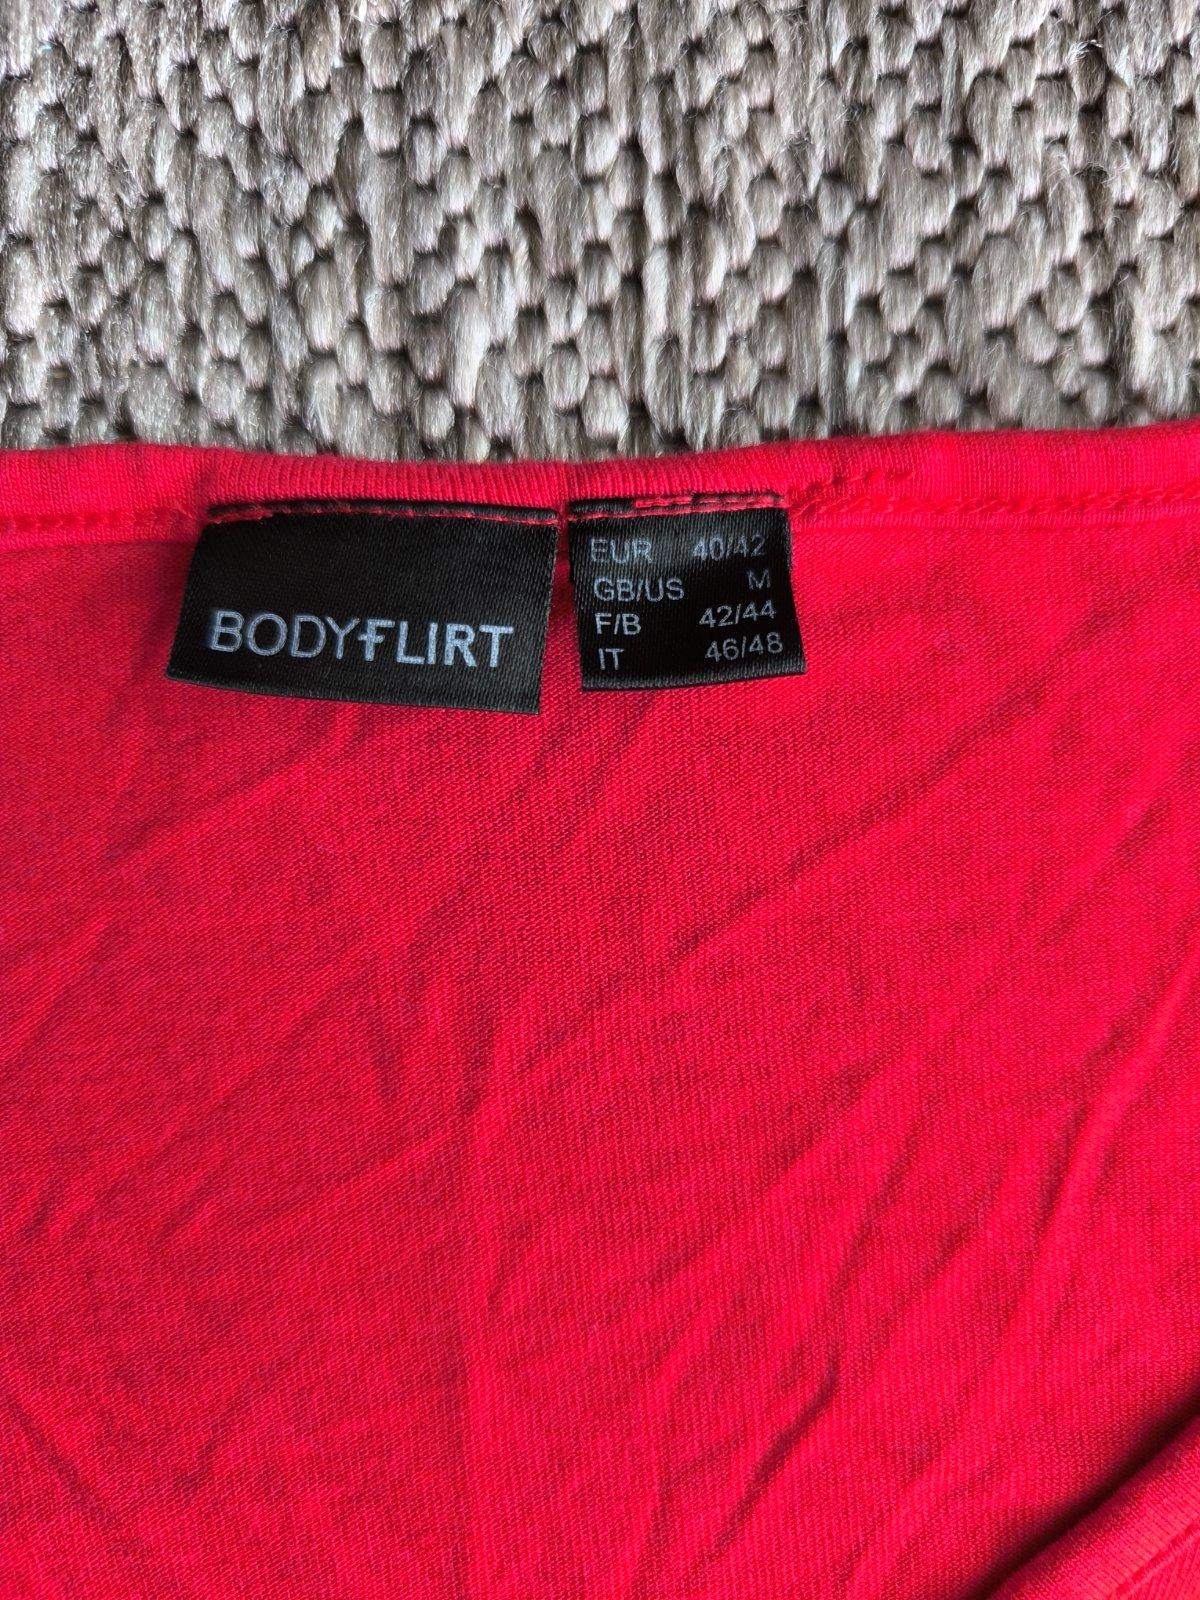 BODYFLIRT
EUR 40/42
GB/US M
F/B 42/44
IT 46/48